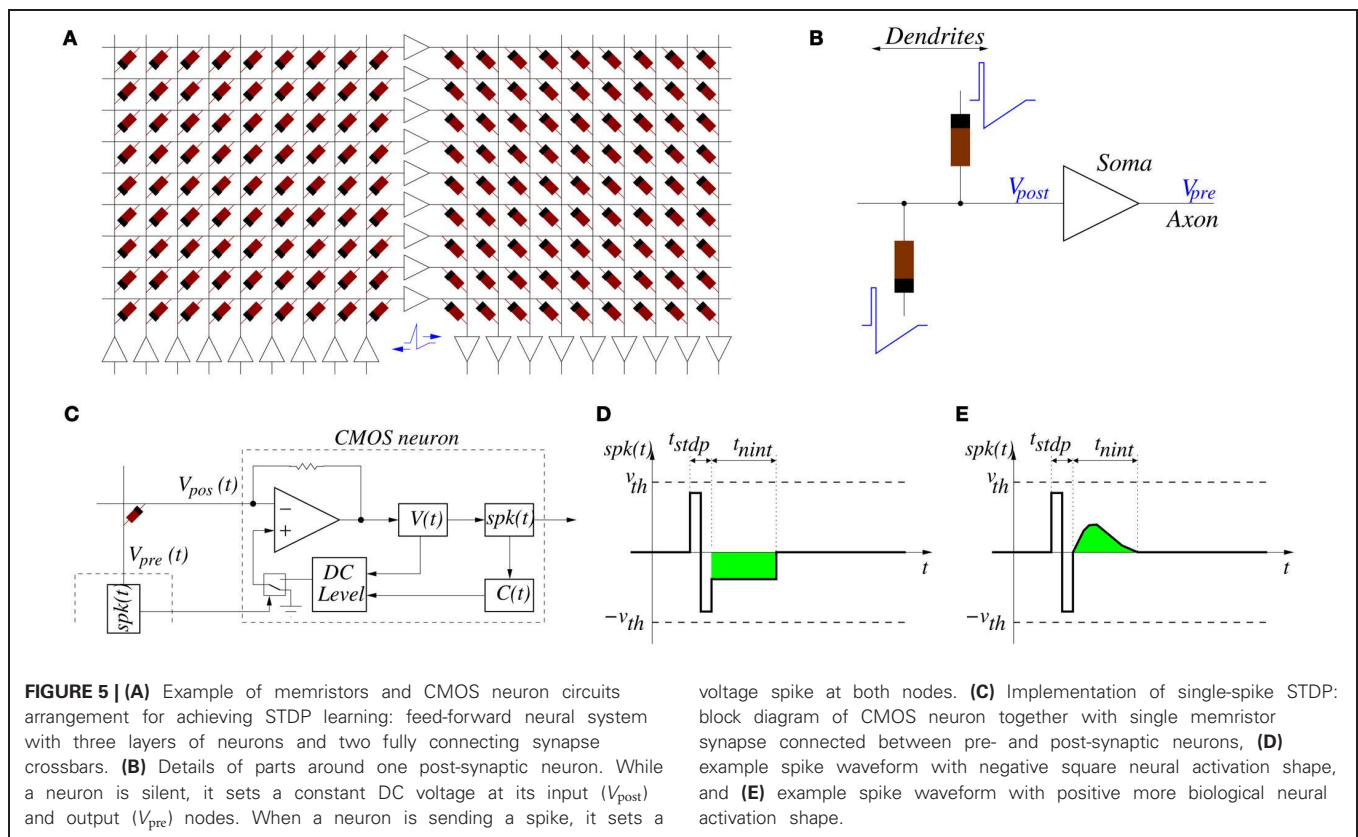 A
B
Dendrites
Soma
V_post
V_pre
Axon
C
CMOS neuron
V_pos (t)
V_pre (t)
spk(t)
−
+
V(t)
spk(t)
DC
Level
C(t)
D
spk(t)
t_stdp
t_nint
v_th
t
−v_th
E
spk(t)
t_stdp
t_nint
v_th
t
−v_th
FIGURE 5 | (A) Example of memristors and CMOS neuron circuits
arrangement for achieving STDP learning: feed-forward neural system
with three layers of neurons and two fully connecting synapse
crossbars. (B) Details of parts around one post-synaptic neuron. While
a neuron is silent, it sets a constant DC voltage at its input (V_post)
and output (V_pre) nodes. When a neuron is sending a spike, it sets a
voltage spike at both nodes. (C) Implementation of single-spike STDP:
block diagram of CMOS neuron together with single memristor
synapse connected between pre- and post-synaptic neurons, (D)
example spike waveform with negative square neural activation shape,
and (E) example spike waveform with positive more biological neural
activation shape.